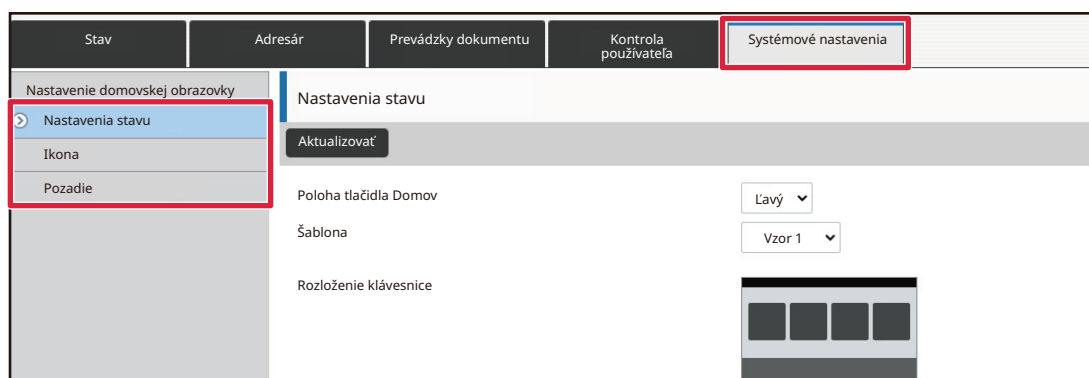 Stav
Adresár
Prevádzky dokumentu
Kontrola
používateľa
Systémové nastavenia
Nastavenie domovskej obrazovky
Nastavenia stavu
Ikona
Pozadie
Nastavenia stavu
Aktualizovať
Poloha tlačidla Domov
Ľavý
Šablona
Vzor 1
Rozloženie klávesnice